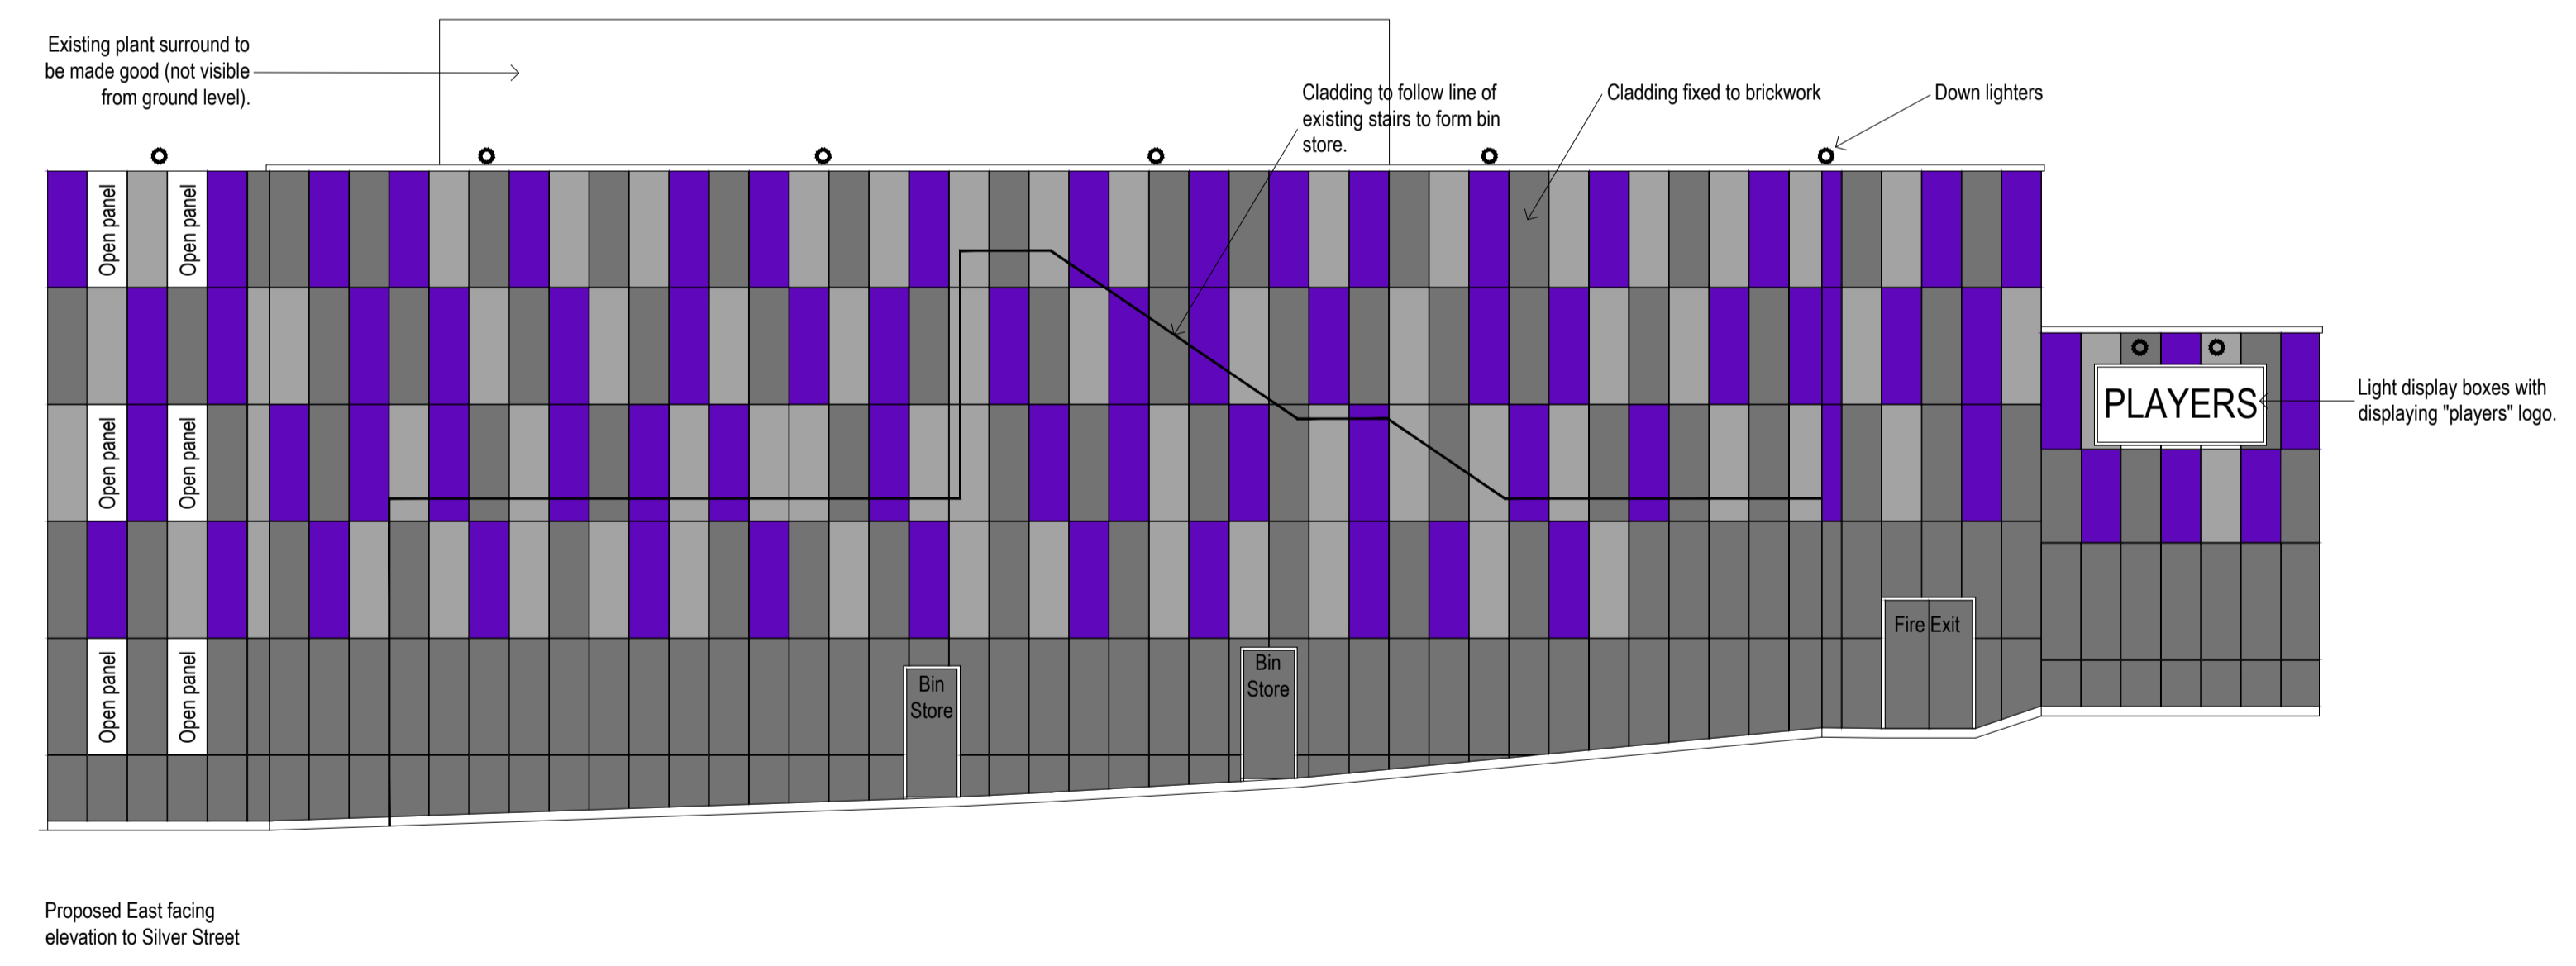 Existing plant surround to
be made good (not visible
from ground level).
Cladding to follow line of
existing stairs to form bin
store.
Cladding fixed to brickwork
Down lighters
Open panel
Open panel
PLAYERS
Light display boxes with
displaying "players" logo.
Open panel
Open panel
Fire Exit
Open panel
Open panel
Bin
Store
Bin
Store
Proposed East facing
elevation to Silver Street